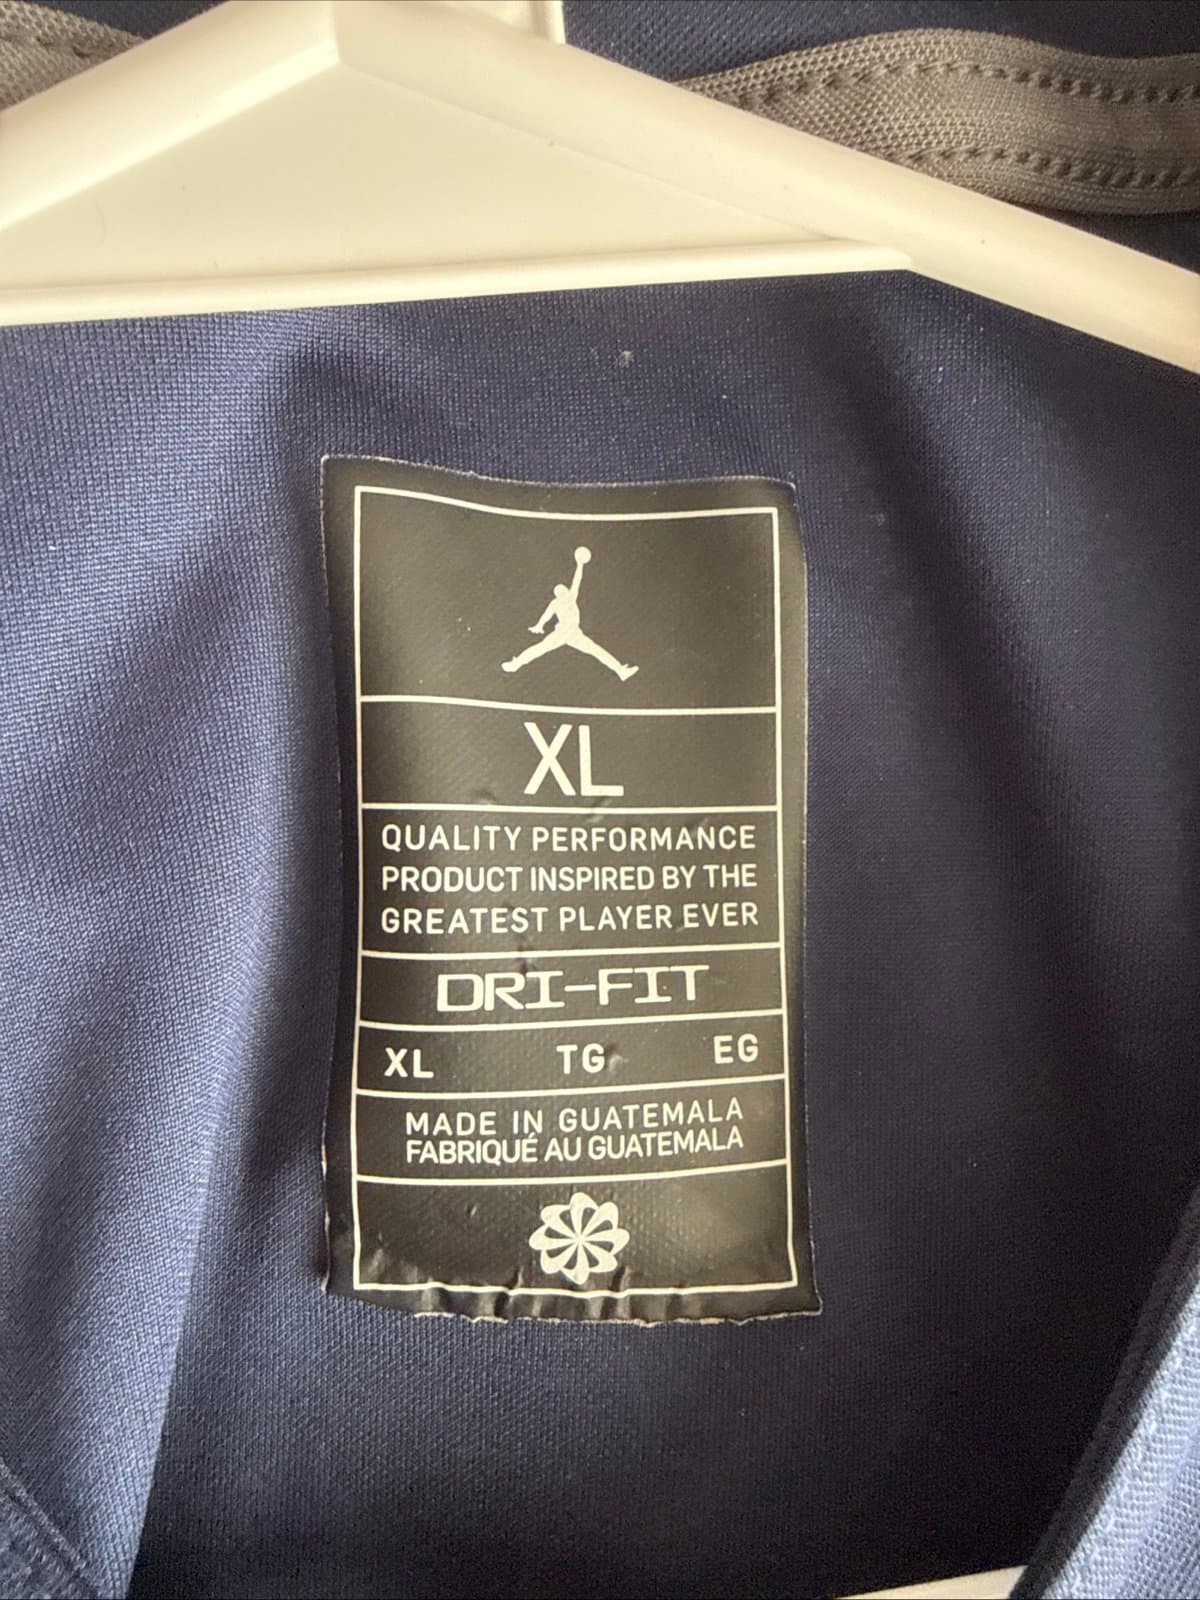 XL
QUALITY PERFORMANCE
PRODUCT INSPIRED BY THE
GREATEST PLAYER EVER
DRI-FIT
XL TG EG
MADE IN GUATEMALA
FABRIQUÉ AU GUATEMALA